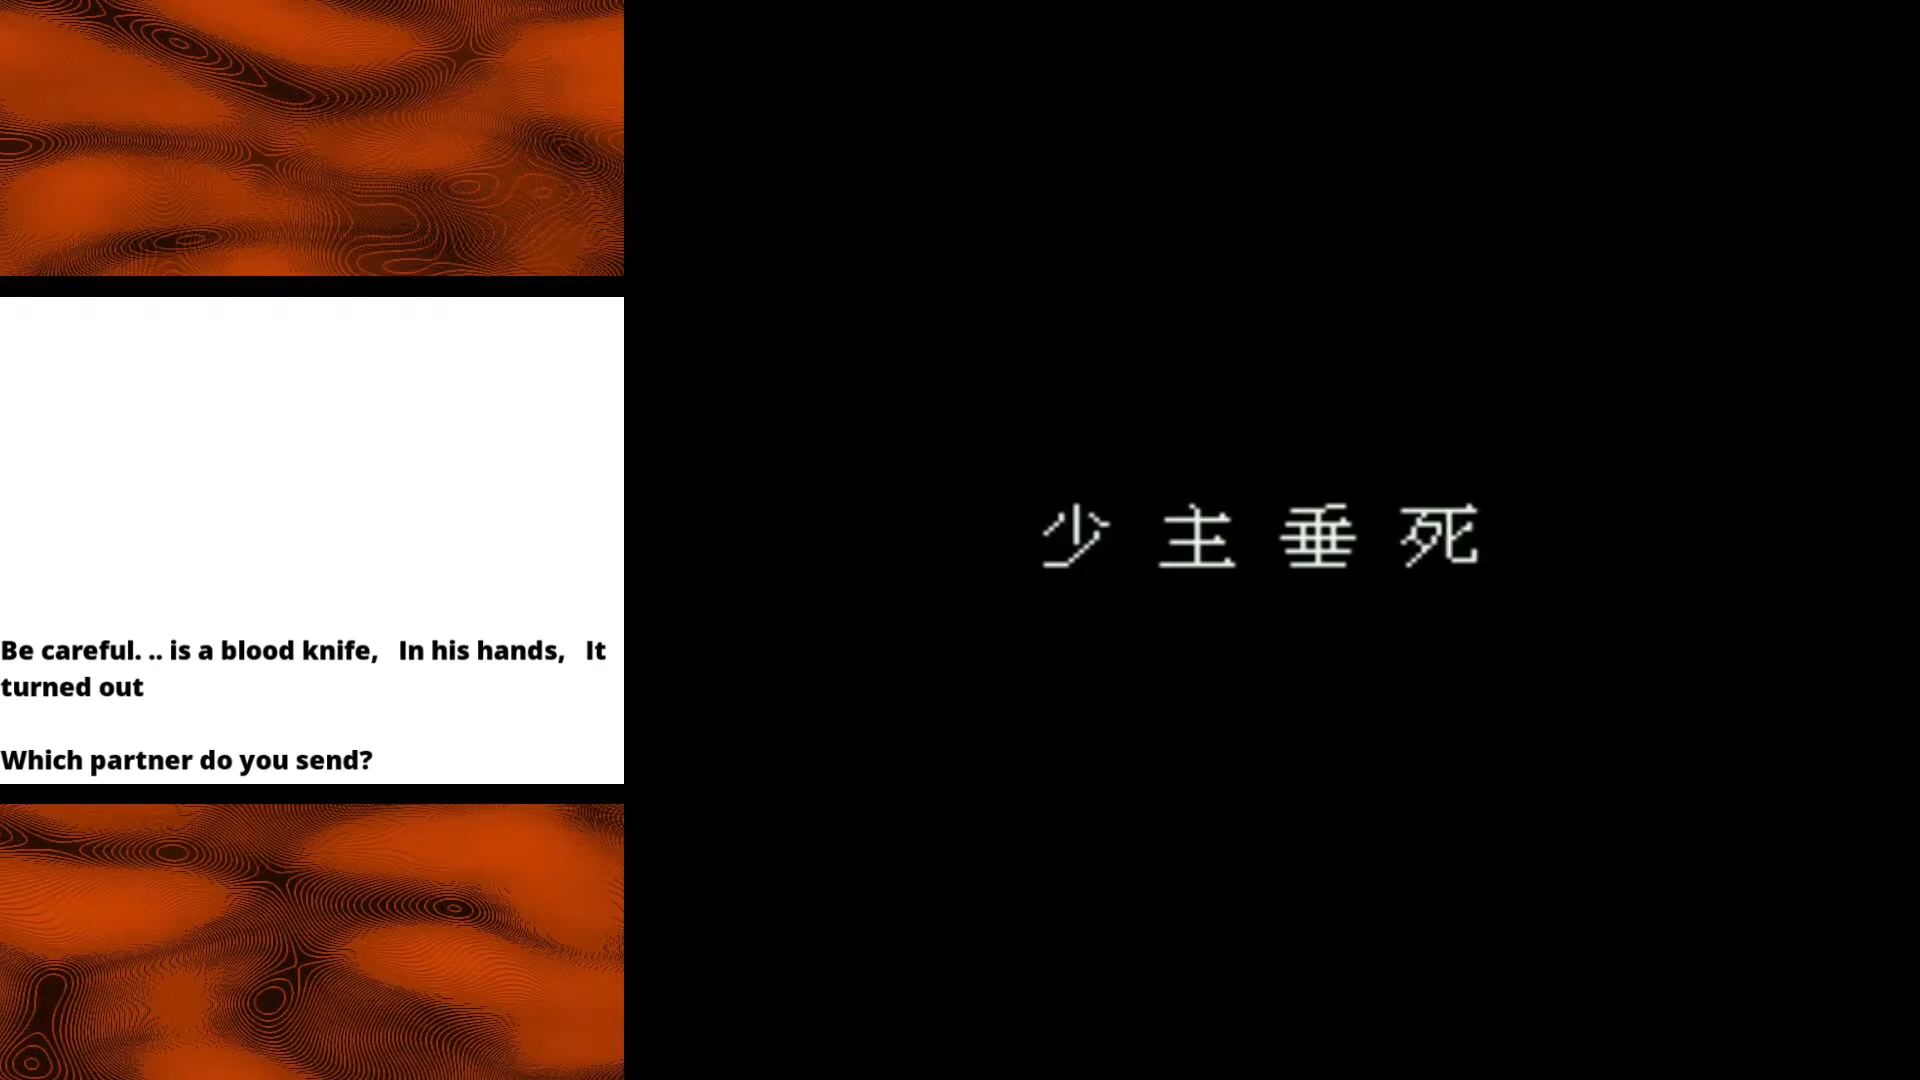 Be careful. .. is a blood knife, In his hands, It
turned out
Which partner do you send?
少主垂死